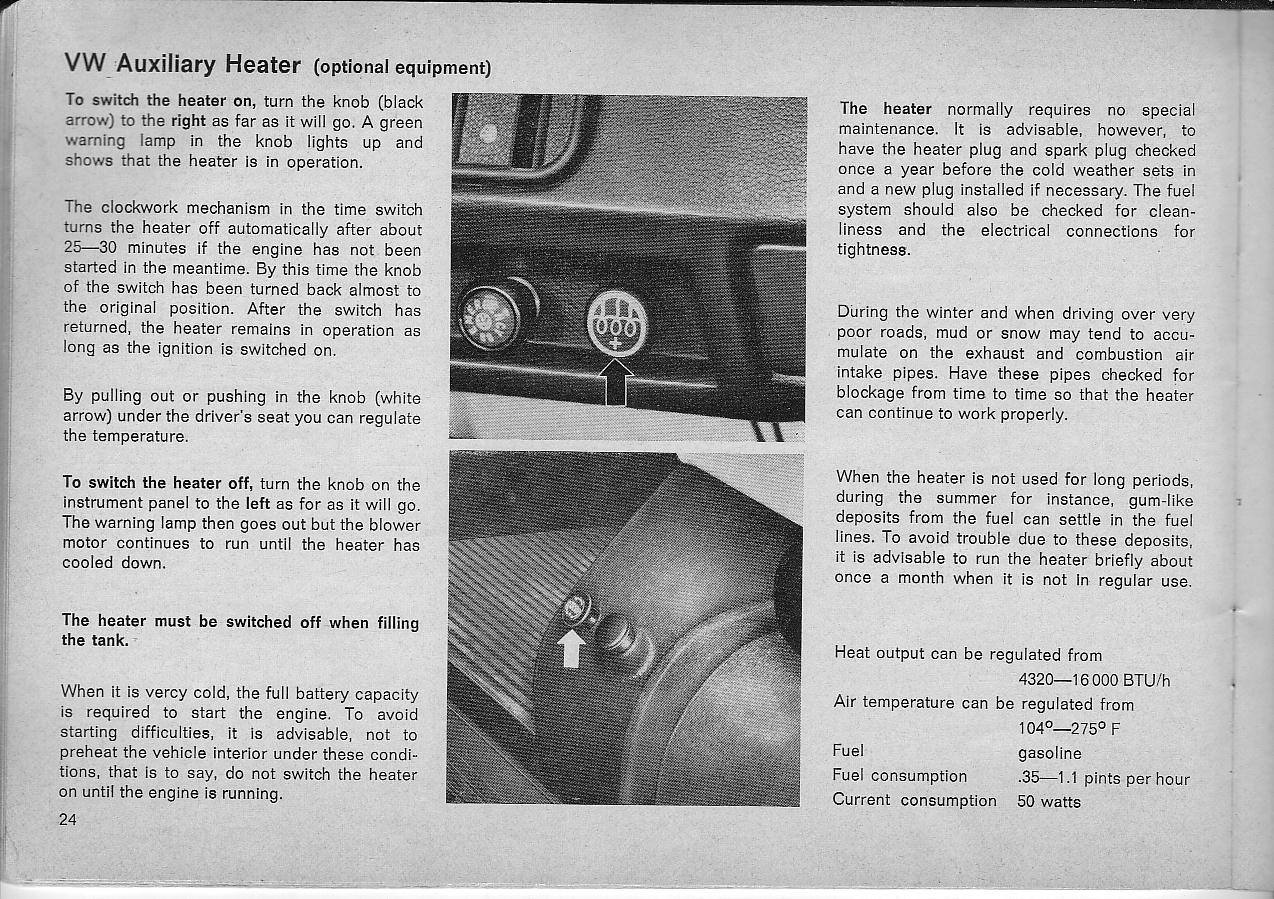 VW Auxiliary Heater (optional equipment)
To switch the heater on, turn the knob (black
arrow) to the right as far as it will go. A green
warning lamp in the knob lights up and
shows that the heater is in operation.
The clockwork mechanism in the time switch
turns the heater off automatically after about
25—30 minutes if the engine has not been
started in the meantime. By this time the knob
of the switch has been turned back almost to
the original position. After the switch has
returned, the heater remains in operation as
long as the ignition is switched on.
By pulling out or pushing in the knob (white
arrow) under the driver's seat you can regulate
the temperature.
To switch the heater off, turn the knob on the
instrument panel to the left as for as it will go.
The warning lamp then goes out but the blower
motor continues to run until the heater has
cooled down.
The heater must be switched off when filling
the tank.
When it is vercy cold, the full battery capacity
is required to start the engine. To avoid
starting difficulties, it is advisable, not to
preheat the vehicle interior under these condi-
tions, that is to say, do not switch the heater
on until the engine is running.
24
The heater normally requires no special
maintenance. It is advisable, however, to
have the heater plug and spark plug checked
once a year before the cold weather sets in
and a new plug installed if necessary. The fuel
system should also be checked for clean-
liness and the electrical connections for
tightness.
During the winter and when driving over very
poor roads, mud or snow may tend to accu-
mulate on the exhaust and combustion air
intake pipes. Have these pipes checked for
blockage from time to time so that the heater
can continue to work properly.
When the heater is not used for long periods,
during the summer for instance, gum-like
deposits from the fuel can settle in the fuel
lines. To avoid trouble due to these deposits,
it is advisable to run the heater briefly about
once a month when it is not in regular use.
Heat output can be regulated from
4320—16 000 BTU/h
Air temperature can be regulated from
104°—275° F
Fuel gasoline
Fuel consumption .35—1.1 pints per hour
Current consumption 50 watts